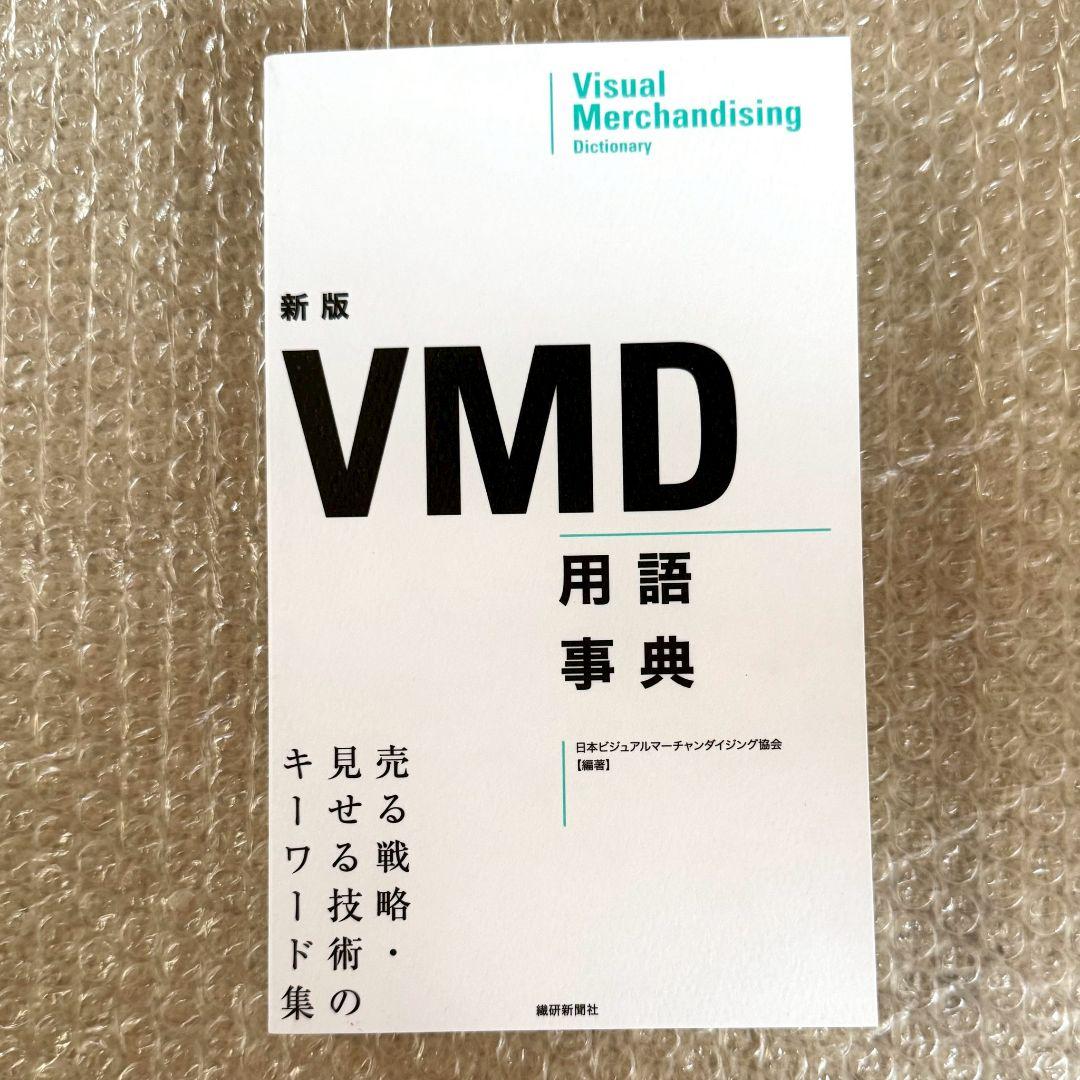 Visual
Merchandising
Dictionary
新版
VMD
用語
事典
日本ビジュアルマーチャンダイジング協会
【編著】
売る戦略・
見せる技術の
キーワード集
繊研新聞社